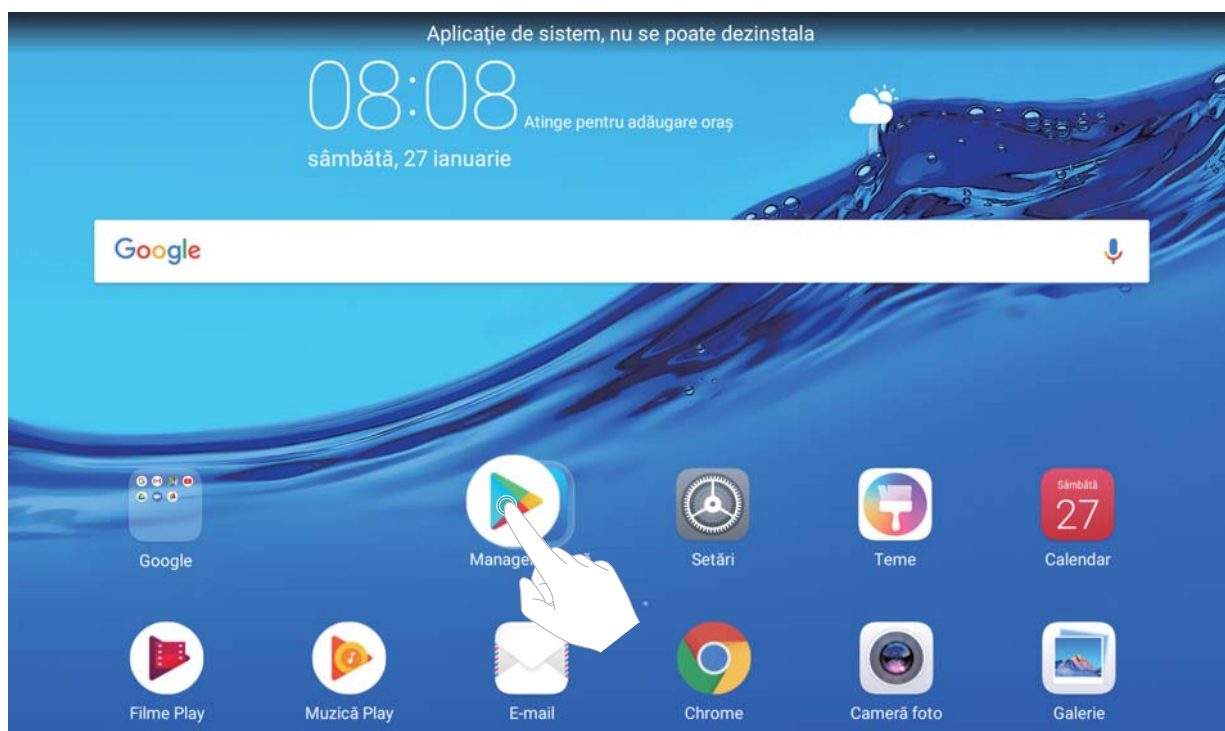 Aplicaţie de sistem, nu se poate dezinstala
08:08
Atinge pentru adăugare oraș
sâmbătă, 27 ianuarie
Google
Sâmbătă
27
Google
Setări
Teme
Calendar
Filme Play
Muzică Play
E-mail
Chrome
Cameră foto
Galerie